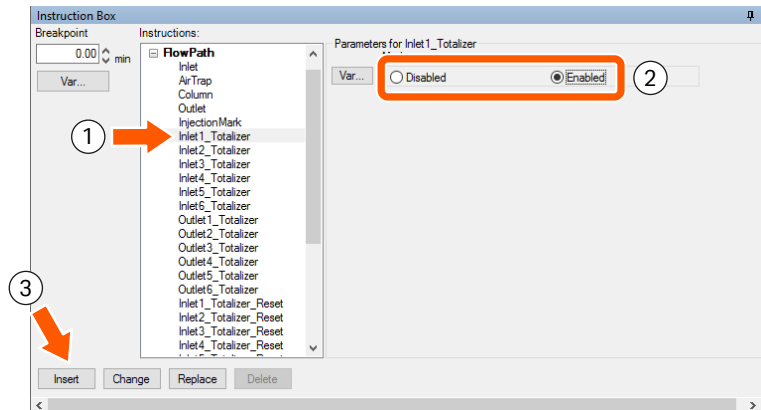 Instruction Box
Breakpoint
Instructions:
0.00 min
Var...
FlowPath
Inlet
AirTrap
Column
Outlet
InjectionMark
Inlet1_Totalizer
Inlet2_Totalizer
Inlet3_Totalizer
Inlet4_Totalizer
Inlet5_Totalizer
Inlet6_Totalizer
Outlet1_Totalizer
Outlet2_Totalizer
Outlet3_Totalizer
Outlet4_Totalizer
Outlet5_Totalizer
Outlet6_Totalizer
Inlet1_Totalizer_Reset
Inlet2_Totalizer_Reset
Inlet3_Totalizer_Reset
Inlet4_Totalizer_Reset
Parameters for Inlet1_Totalizer
Var... Disabled Enabled
1
2
3
Insert Change Replace Delete